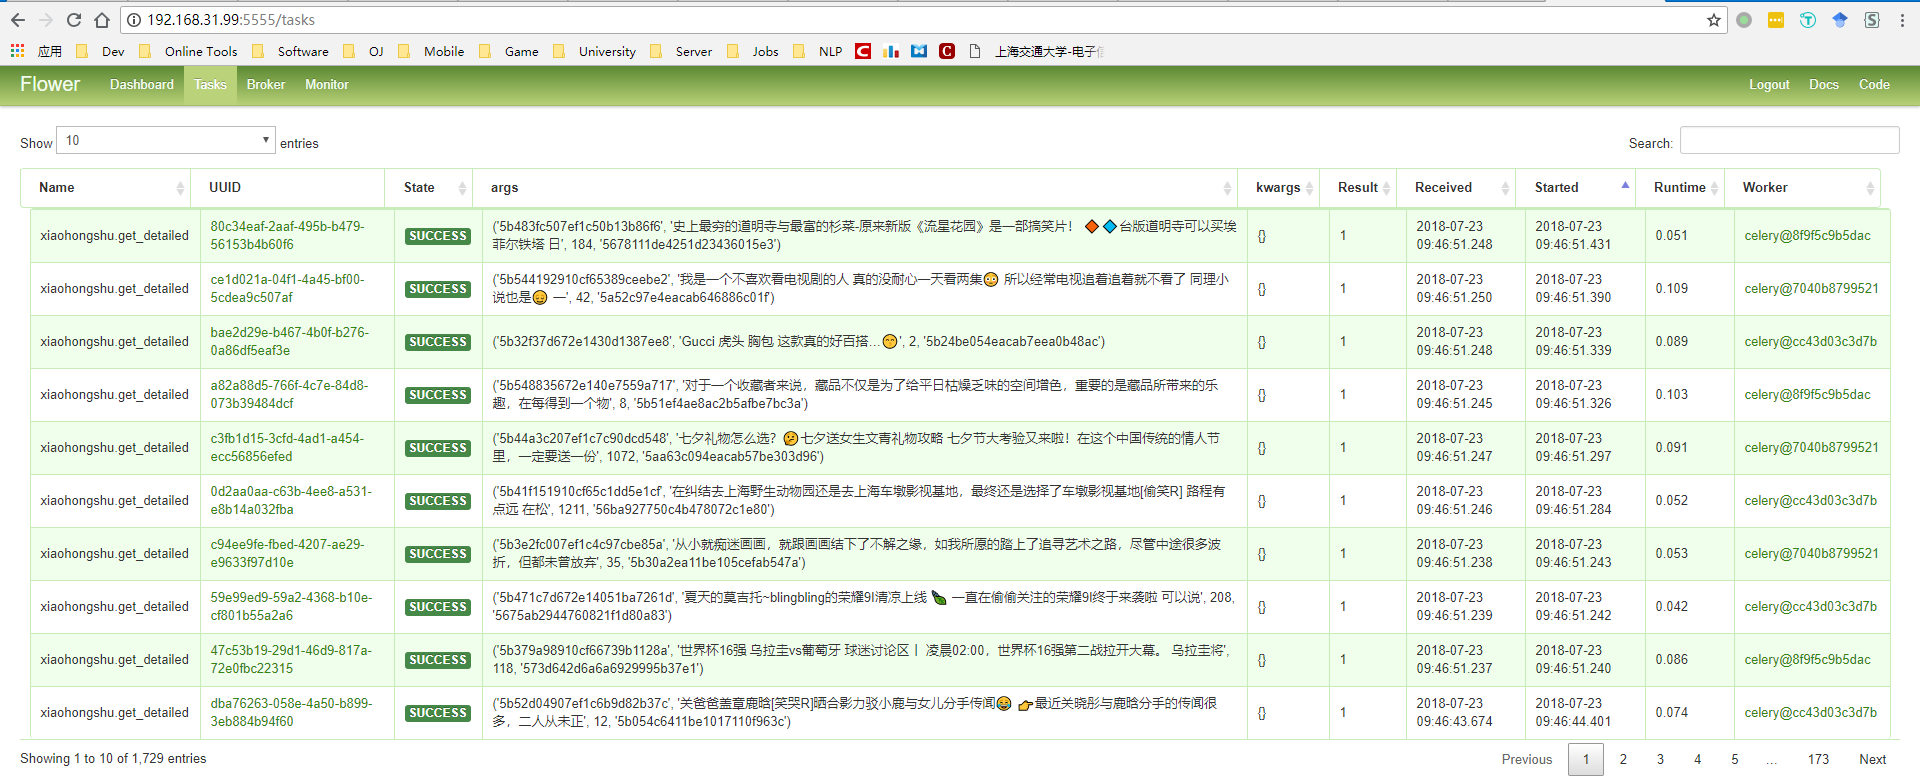 192.168.31.99:5555/tasks
应用 Dev Online Tools Software OJ Mobile Game University Server Jobs NLP 上海交通大学-电子信
Flower Dashboard Tasks Broker Monitor Logout Docs Code
Show 10 entries Search:
Name UUID State args kwargs Result Received Started Runtime Worker
xiaohongshu.get_detailed 80c34eaf-2aaf-495b-b479-56153b4b60f6 SUCCESS ('5b483fc507ef1c50b13b86f6', '史上最穷的道明寺与最富的杉菜-原来新版《流星花园》是一部搞笑片！ 🔶🔷台版道明寺可以买埃菲尔铁塔 日', 184, '5678111de4251d23436015e3') {} 1 2018-07-23 09:46:51.248 2018-07-23 09:46:51.431 0.051 celery@8f9f5c9b5dac
xiaohongshu.get_detailed ce1d021a-04f1-4a45-bf00-5cdea9c507af SUCCESS ('5b544192910cf65389ceebe2', '我是一个不喜欢看电视剧的人 真的没耐心一天看两集😳 所以经常电视追着追着就不看了 同理小说也是😑 一', 42, '5a52c97e4eacab646886c01f') {} 1 2018-07-23 09:46:51.250 2018-07-23 09:46:51.390 0.109 celery@7040b8799521
xiaohongshu.get_detailed bae2d29e-b467-4b0f-b276-0a86df5eaf3e SUCCESS ('5b32f37d672e1430d1387ee8', 'Gucci 虎头 胸包 这款真的好百搭…😁', 2, '5b24be054eacab7eea0b48ac') {} 1 2018-07-23 09:46:51.248 2018-07-23 09:46:51.339 0.089 celery@cc43d03c3d7b
xiaohongshu.get_detailed a82a88d5-766f-4c7e-84d8-073b39484dcf SUCCESS ('5b548835672e140e7559a717', '对于一个收藏者来说，藏品不仅是为了给平日枯燥乏味的空间增色，重要的是藏品所带来的乐趣，在每得到一个物', 8, '5b51ef4ae8ac2b5afbe7bc3a') {} 1 2018-07-23 09:46:51.245 2018-07-23 09:46:51.326 0.103 celery@8f9f5c9b5dac
xiaohongshu.get_detailed c3fb1d15-3cfd-4ad1-a454-ecc56856efed SUCCESS ('5b44a3c207ef1c7c90dcd548', '七夕礼物怎么选？🤔七夕送女生文青礼物攻略 七夕节大考验又来啦！在这个中国传统的情人节里，一定要送一份', 1072, '5aa63c094eacab57be303d96') {} 1 2018-07-23 09:46:51.247 2018-07-23 09:46:51.297 0.091 celery@7040b8799521
xiaohongshu.get_detailed 0d2aa0aa-c63b-4ee8-a531-e8b14a032fba SUCCESS ('5b41f151910cf65c1dd5e1cf', '在纠结去上海野生动物园还是去上海车墩影视基地，最终还是选择了车墩影视基地[偷笑R] 路程有点远 在松', 1211, '56ba927750c4b478072c1e80') {} 1 2018-07-23 09:46:51.246 2018-07-23 09:46:51.284 0.052 celery@cc43d03c3d7b
xiaohongshu.get_detailed c94ee9fe-fbed-4207-ae29-e9633f97d10e SUCCESS ('5b3e2fc007ef1c4c97cbe85a', '从小就痴迷画画，就跟画画结下了不解之缘，如我所愿的踏上了追寻艺术之路，尽管中途很多波折，但都未曾放弃', 35, '5b30a2ea11be105cefab547a') {} 1 2018-07-23 09:46:51.238 2018-07-23 09:46:51.243 0.053 celery@7040b8799521
xiaohongshu.get_detailed 59e99ed9-59a2-4368-b10e-cf801b55a2a6 SUCCESS ('5b471c7d672e14051ba7261d', '夏天的莫吉托~blingbling的荣耀9I清凉上线 🍃 一直在偷偷关注的荣耀9I终于来袭啦 可以说', 208, '5675ab2944760821f1d80a83') {} 1 2018-07-23 09:46:51.239 2018-07-23 09:46:51.242 0.042 celery@cc43d03c3d7b
xiaohongshu.get_detailed 47c53b19-29d1-46d9-817a-72e0fbc22315 SUCCESS ('5b379a98910cf66739b1128a', '世界杯16强 乌拉圭vs葡萄牙 球迷讨论区丨 凌晨02:00，世界杯16强第二战拉开大幕。 乌拉圭将', 118, '573d642d6a6a6929995b37e1') {} 1 2018-07-23 09:46:51.237 2018-07-23 09:46:51.240 0.086 celery@8f9f5c9b5dac
xiaohongshu.get_detailed dba76263-058e-4a50-b899-3eb884b94f60 SUCCESS ('5b52d04907ef1c6b9d82b37c', '关爸爸盖章鹿晗[笑哭R]晒合影力驳小鹿与女儿分手传闻😂 👉最近关晓彤与鹿晗分手的传闻很多，二人从未正', 12, '5b054c6411be1017110f963c') {} 1 2018-07-23 09:46:43.674 2018-07-23 09:46:44.401 0.074 celery@cc43d03c3d7b
Showing 1 to 10 of 1,729 entries Previous 1 2 3 4 5 … 173 Next